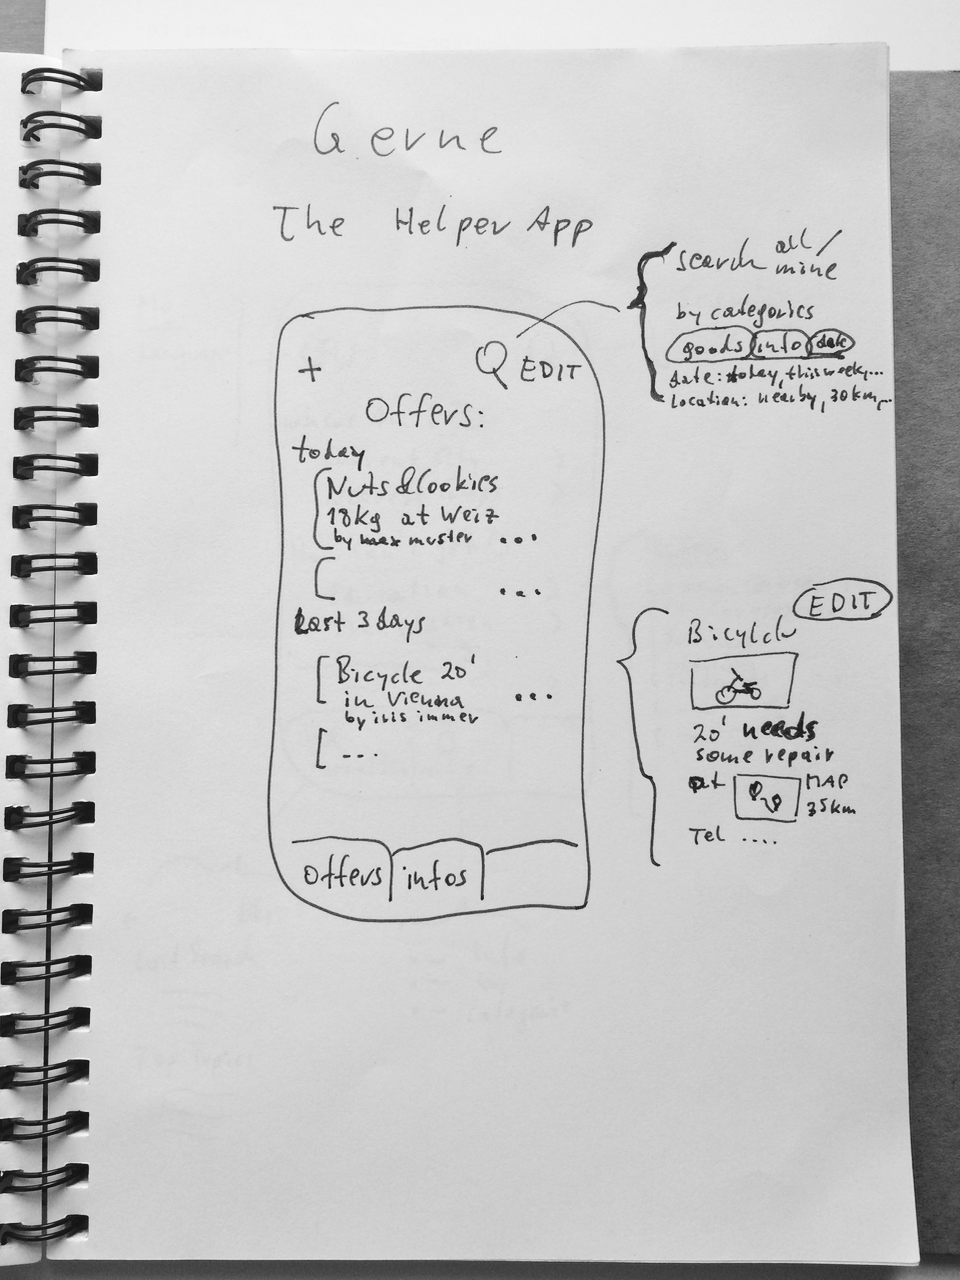 Gerne
The Helper App
+ EDIT
Offers:
today
Nuts & Cookies
18kg at Weiz
by max muster ...
...
Last 3 days
Bicycle 20'
in Vienna
by iris immer ...
...
offers infos
search all/
mine
by categories
goods info date
date: today, this week,...
Location: nearby, 30km,..
EDIT
Bicylcle
20' needs
some repair
at MAP
35km
Tel ....